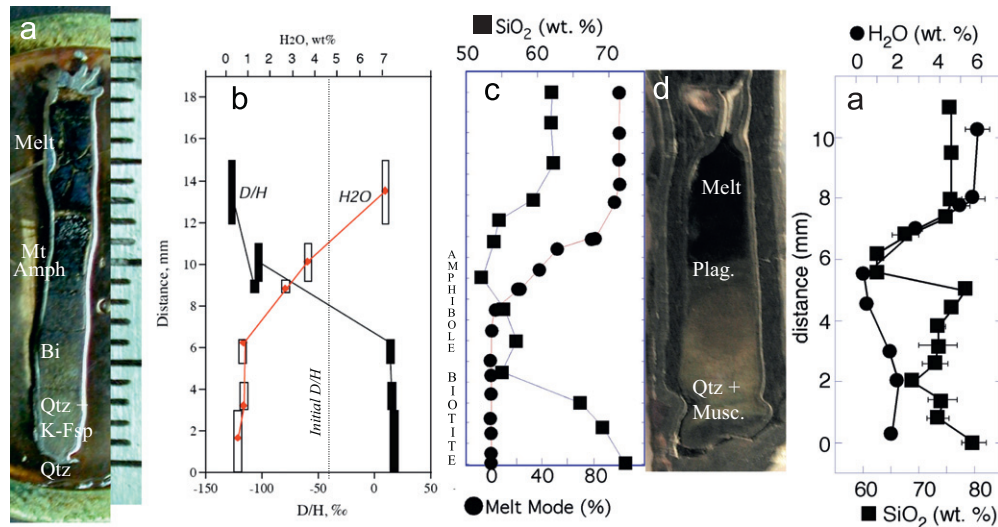 a
Melt
Mt
Amph
Bi
Qtz +
K-Fsp
Qtz
H2O, wt%
0 1 2 3 4 5 6 7
b
18
16
14
12
10
8
6
4
2
0
Distance, mm
D/H
H2O
Initial D/H
-150 -100 -50 0 50
D/H, ‰
SiO2 (wt. %)
50 60 70
c
AMPHIBOLE
BIOTITE
0 40 60 80
Melt Mode (%)
d
Melt
Plag.
Qtz +
Musc.
H2O (wt. %)
0 2 4 6
a
10
8
6
4
2
0
distance (mm)
60 70 80
SiO2 (wt. %)